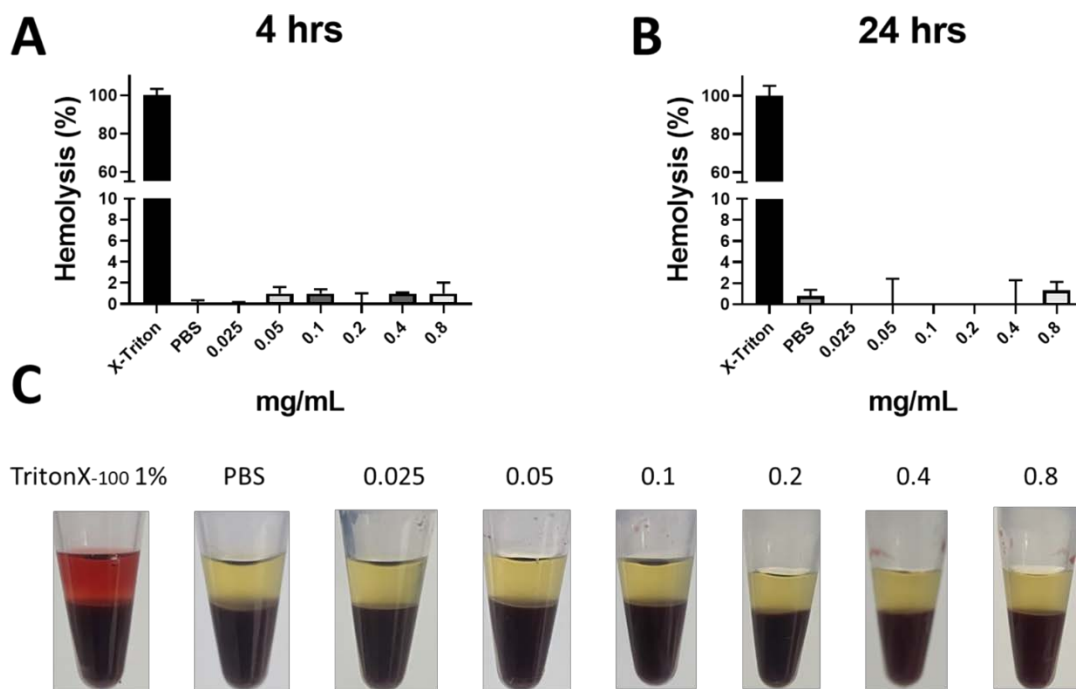 A
4 hrs
Hemolysis (%)
100
80
60
10
8
6
4
2
0
X-Triton
PBS
0.025
0.05
0.1
0.2
0.4
0.8
mg/mL
B
24 hrs
Hemolysis (%)
100
80
60
10
8
6
4
2
0
X-Triton
PBS
0.025
0.05
0.1
0.2
0.4
0.8
mg/mL
C
TritonX-100 1% PBS 0.025 0.05 0.1 0.2 0.4 0.8